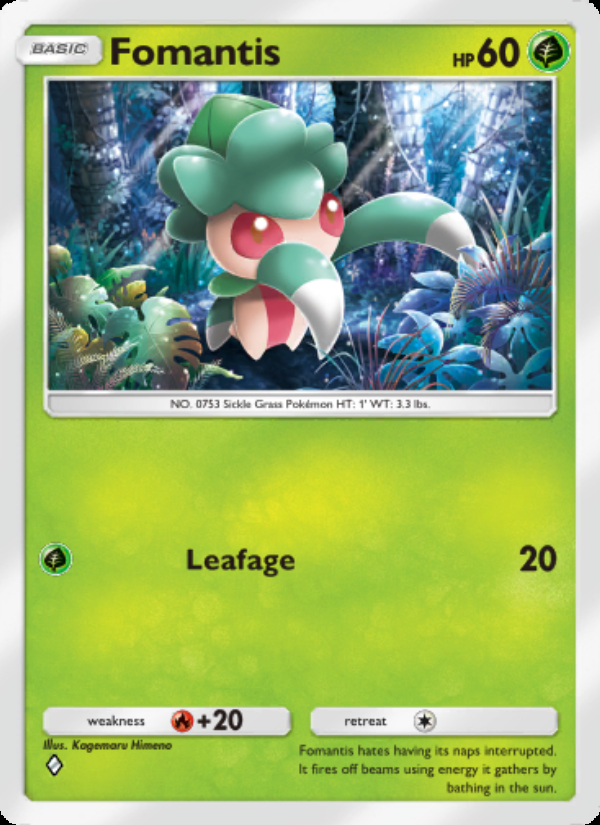 BASIC Fomantis HP 60
NO. 0753 Sickle Grass Pokémon HT: 1' WT: 3.3 lbs.
Leafage 20
weakness +20 retreat
Illus. Kagemaru Himeno
Fomantis hates having its naps interrupted.
It fires off beams using energy it gathers by
bathing in the sun.